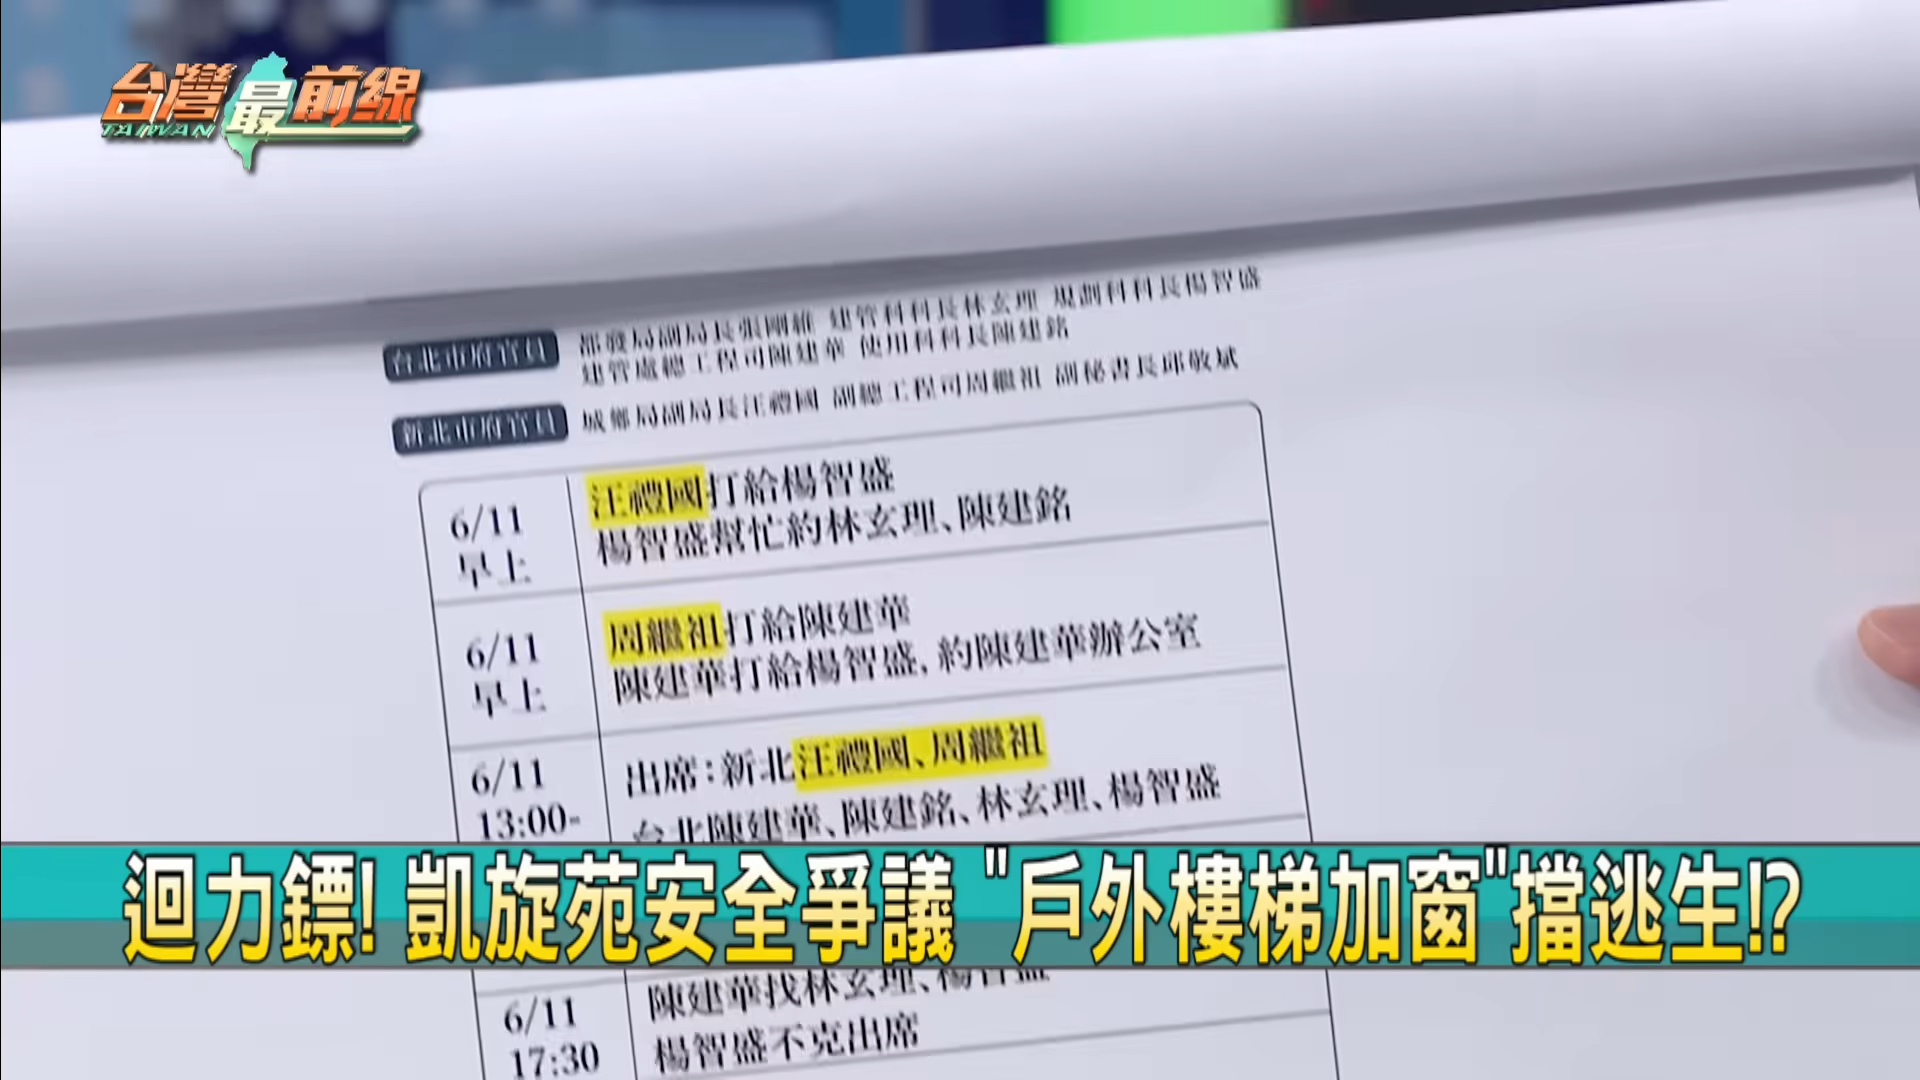 台灣最前線
TAIWAN
台北市府官員
都發局副局長張剛維 建管科科長林玄理 規劃科科長楊智盛
建管處總工程司陳建華 使用科科長陳建銘
新北市府官員
城鄉局副局長汪禮國 副總工程司周繼祖 副秘書長邱敬斌
6/11
早上
汪禮國打給楊智盛
楊智盛幫忙約林玄理、陳建銘
6/11
早上
周繼祖打給陳建華
陳建華打給楊智盛,約陳建華辦公室
6/11
13:00-
出席:新北汪禮國、周繼祖
台北陳建華、陳建銘、林玄理、楊智盛
迴力鏢!凱旋苑安全爭議 "戶外樓梯加窗"擋逃生!?
6/11
17:30
陳建華找林玄理、楊智盛
楊智盛不克出席